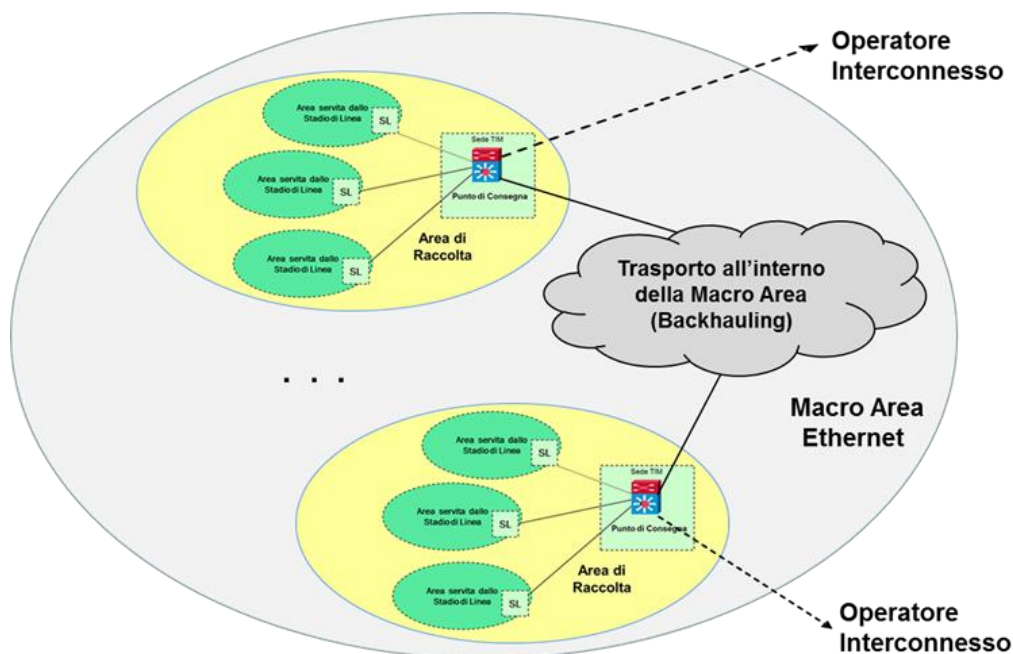 Operatore
Interconnesso
Area servita dallo
Stadio di Linea
SL
Area servita dallo
Stadio di Linea
SL
Area servita dallo
Stadio di Linea
SL
Sede TIM
Punto di Consegna
Area di
Raccolta
Trasporto all’interno
della Macro Area
(Backhauling)
. . .
Macro Area
Ethernet
Area servita dallo
Stadio di Linea
SL
Area servita dallo
Stadio di Linea
SL
Area servita dallo
Stadio di Linea
SL
Sede TIM
Punto di Consegna
Area di
Raccolta
Operatore
Interconnesso